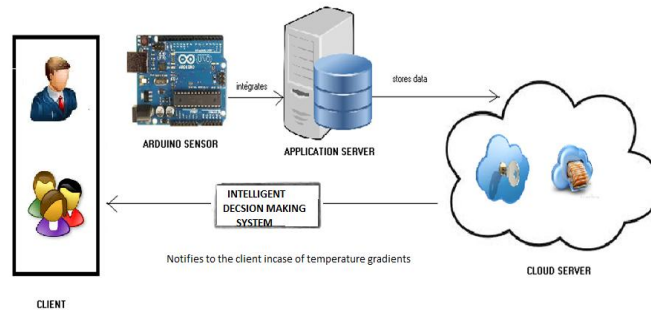 intégrates
stores data
ARDUINO SENSOR
APPLICATION SERVER
INTELLIGENT
DECSION MAKING
SYSTEM
Notifies to the client incase of temperature gradients
CLOUD SERVER
CLIENT